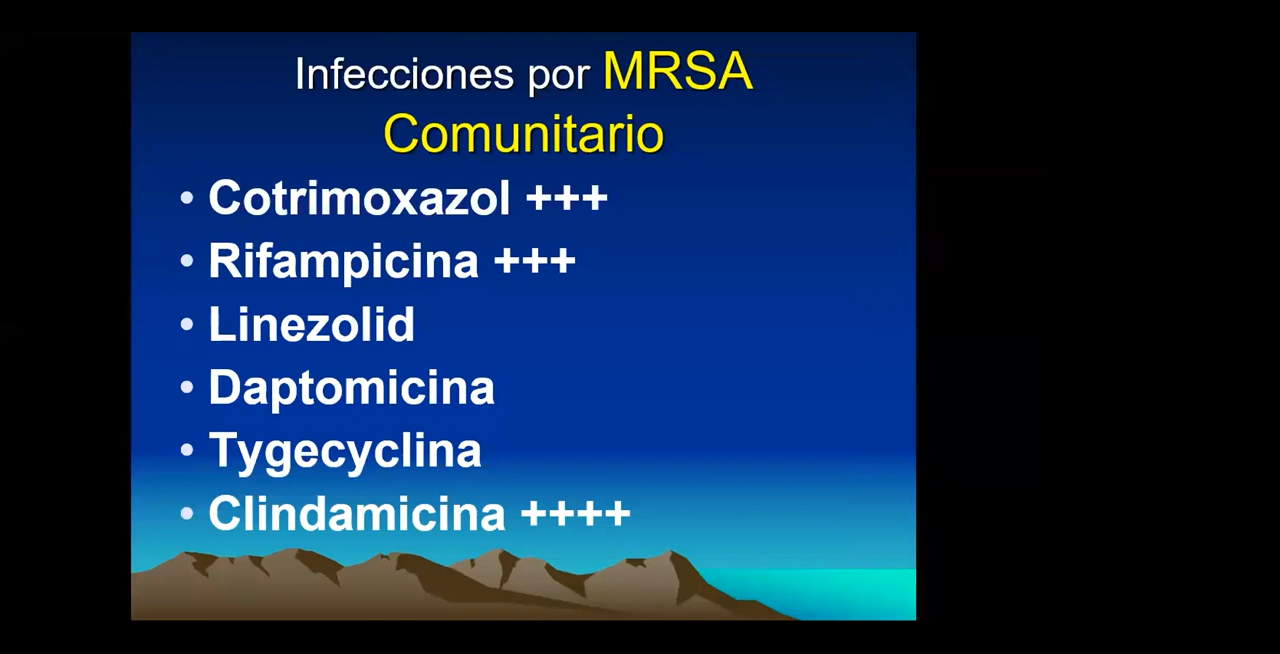 Infecciones por MRSA
Comunitario
• Cotrimoxazol +++
• Rifampicina +++
• Linezolid
• Daptomicina
• Tygecyclina
• Clindamicina ++++